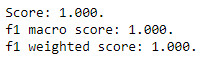 Score: 1.000.
f1 macro score: 1.000.
f1 weighted score: 1.000.